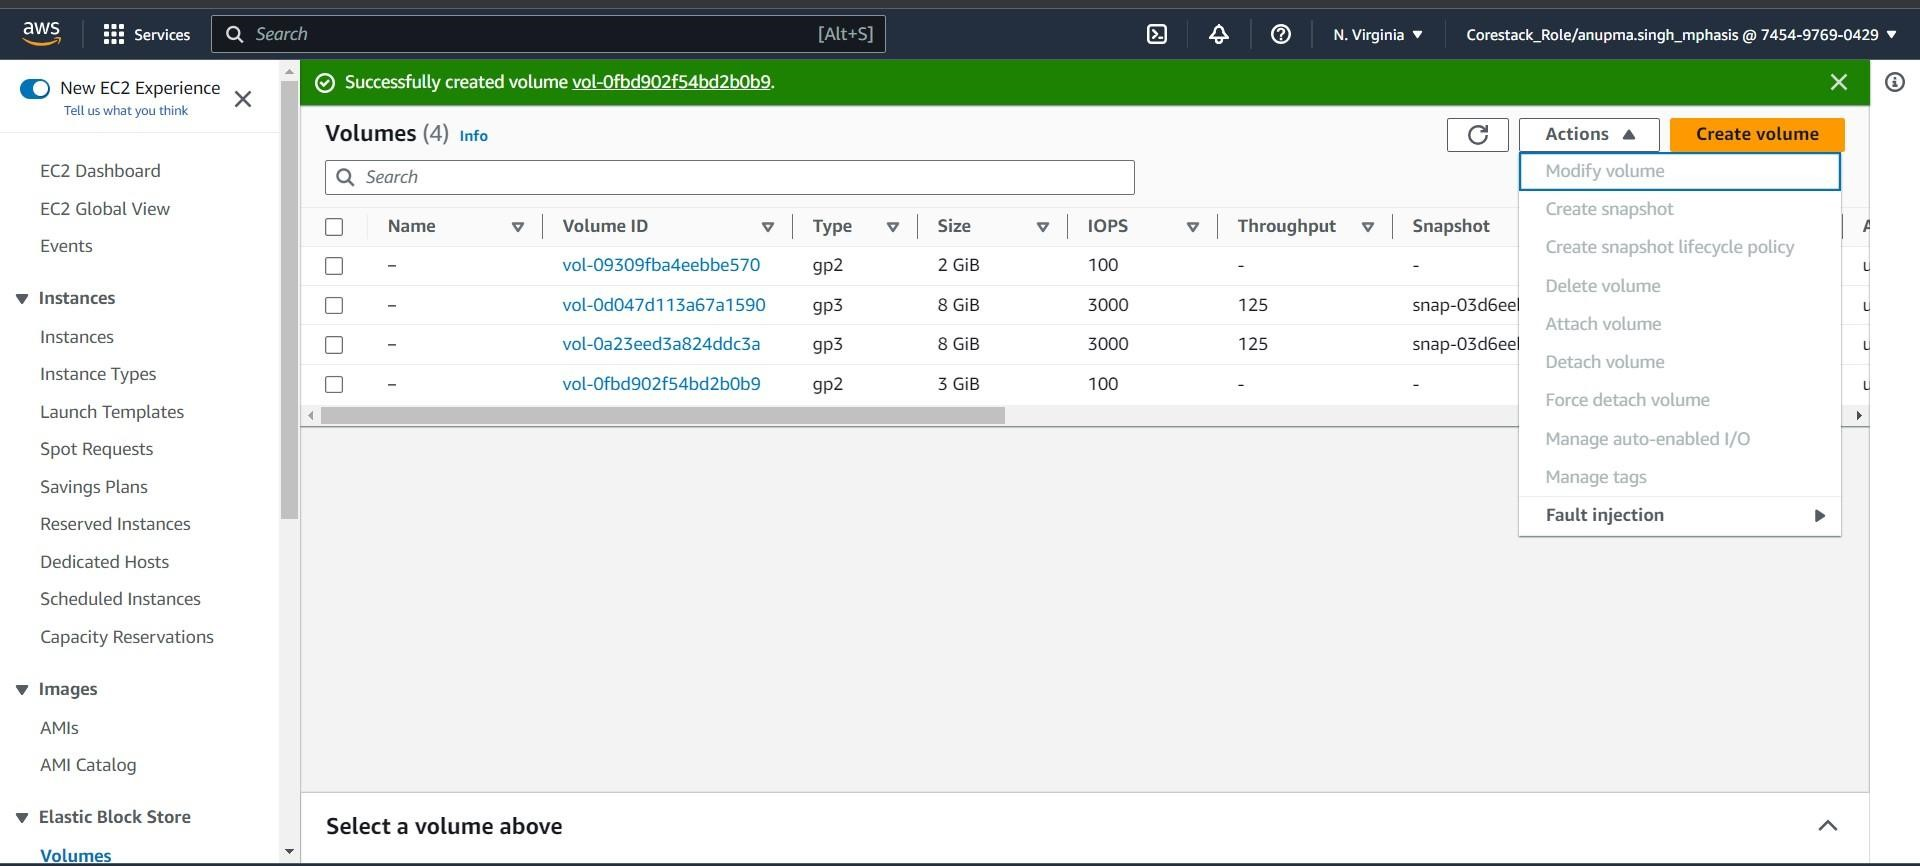 aws
Services
Search
[Alt+S]
N. Virginia
Corestack_Role/anupma.singh_mphasis @ 7454-9769-0429
New EC2 Experience
Tell us what you think
EC2 Dashboard
EC2 Global View
Events
Instances
Instances
Instance Types
Launch Templates
Spot Requests
Savings Plans
Reserved Instances
Dedicated Hosts
Scheduled Instances
Capacity Reservations
Images
AMIs
AMI Catalog
Elastic Block Store
Volumes
Successfully created volume vol-0fbd902f54bd2b0b9.
Volumes (4) Info
Actions
Create volume
Search
Name Volume ID Type Size IOPS Throughput Snapshot
– vol-09309fba4eebbe570 gp2 2 GiB 100 - -
– vol-0d047d113a67a1590 gp3 8 GiB 3000 125 snap-03d6eel
– vol-0a23eed3a824ddc3a gp3 8 GiB 3000 125 snap-03d6eel
– vol-0fbd902f54bd2b0b9 gp2 3 GiB 100 - -
Modify volume
Create snapshot
Create snapshot lifecycle policy
Delete volume
Attach volume
Detach volume
Force detach volume
Manage auto-enabled I/O
Manage tags
Fault injection
Select a volume above